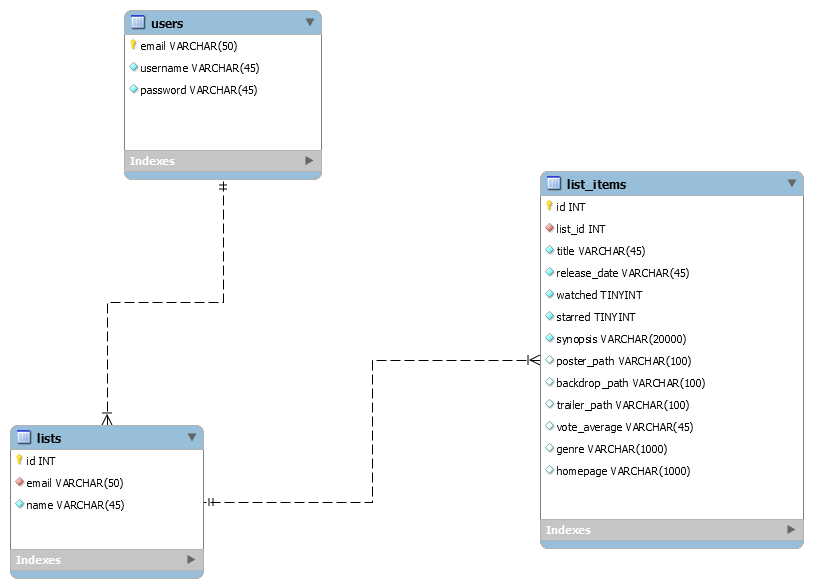 users
email VARCHAR(50)
username VARCHAR(45)
password VARCHAR(45)
Indexes
list_items
id INT
list_id INT
title VARCHAR(45)
release_date VARCHAR(45)
watched TINYINT
starred TINYINT
synopsis VARCHAR(20000)
poster_path VARCHAR(100)
backdrop_path VARCHAR(100)
trailer_path VARCHAR(100)
vote_average VARCHAR(45)
genre VARCHAR(1000)
homepage VARCHAR(1000)
Indexes
lists
id INT
email VARCHAR(50)
name VARCHAR(45)
Indexes